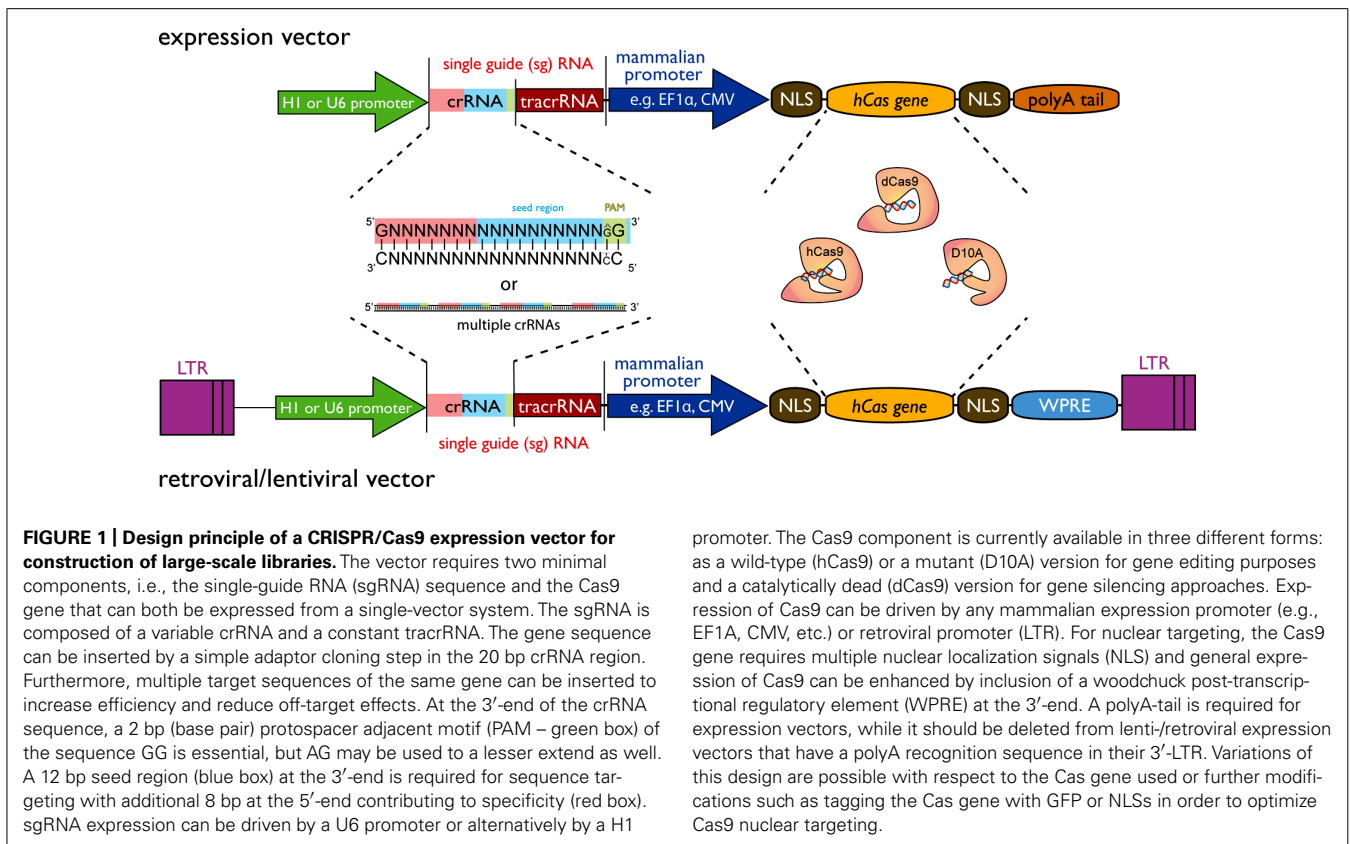 expression vector
single guide (sg) RNA
mammalian
promoter
H1 or U6 promoter
crRNA
tracrRNA
e.g. EF1α, CMV
NLS
hCas gene
NLS
polyA tail
seed region
PAM
5' GNNNNNNNNNNNNNNNNNN G 3'
3' CNNNNNNNNNNNNNNNNNN C 5'
or
5' 3'
multiple crRNAs
dCas9
hCas9
D10A
LTR
mammalian
promoter
LTR
H1 or U6 promoter
crRNA
tracrRNA
e.g. EF1α, CMV
NLS
hCas gene
NLS
WPRE
single guide (sg) RNA
retroviral/lentiviral vector
FIGURE 1 | Design principle of a CRISPR/Cas9 expression vector for
construction of large-scale libraries. The vector requires two minimal
components, i.e., the single-guide RNA (sgRNA) sequence and the Cas9
gene that can both be expressed from a single-vector system. The sgRNA is
composed of a variable crRNA and a constant tracrRNA. The gene sequence
can be inserted by a simple adaptor cloning step in the 20 bp crRNA region.
Furthermore, multiple target sequences of the same gene can be inserted to
increase efficiency and reduce off-target effects. At the 3′-end of the crRNA
sequence, a 2 bp (base pair) protospacer adjacent motif (PAM – green box) of
the sequence GG is essential, but AG may be used to a lesser extend as well.
A 12 bp seed region (blue box) at the 3′-end is required for sequence tar-
geting with additional 8 bp at the 5′-end contributing to specificity (red box).
sgRNA expression can be driven by a U6 promoter or alternatively by a H1
promoter. The Cas9 component is currently available in three different forms:
as a wild-type (hCas9) or a mutant (D10A) version for gene editing purposes
and a catalytically dead (dCas9) version for gene silencing approaches. Exp-
ression of Cas9 can be driven by any mammalian expression promoter (e.g.,
EF1A, CMV, etc.) or retroviral promoter (LTR). For nuclear targeting, the Cas9
gene requires multiple nuclear localization signals (NLS) and general expre-
ssion of Cas9 can be enhanced by inclusion of a woodchuck post-transcrip-
tional regulatory element (WPRE) at the 3′-end. A polyA-tail is required for
expression vectors, while it should be deleted from lenti-/retroviral expression
vectors that have a polyA recognition sequence in their 3′-LTR. Variations of
this design are possible with respect to the Cas gene used or further modifi-
cations such as tagging the Cas gene with GFP or NLSs in order to optimize
Cas9 nuclear targeting.